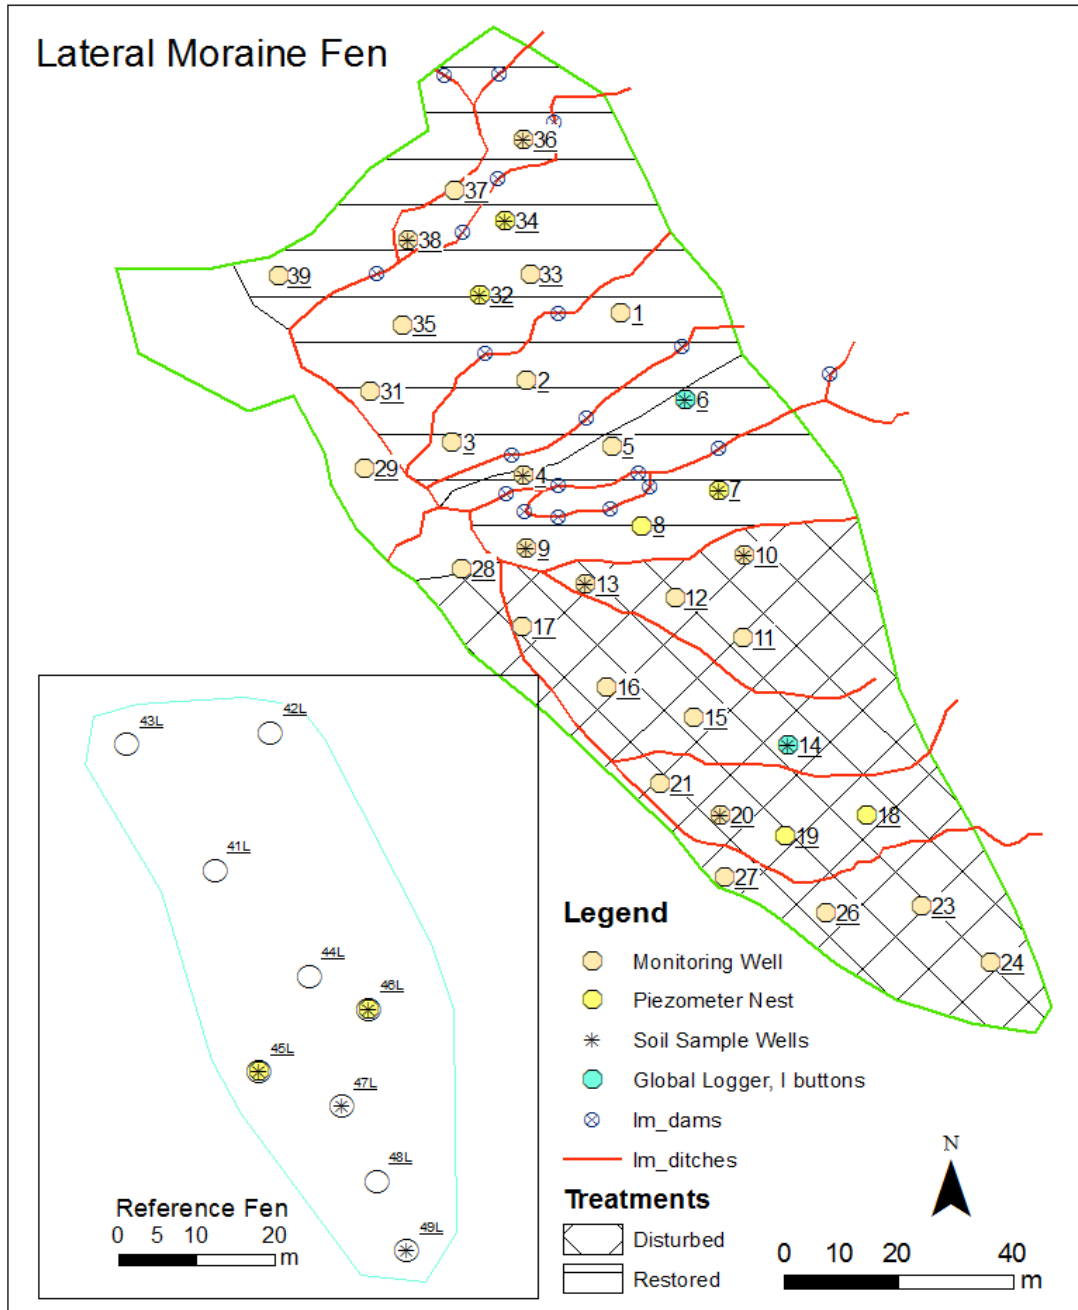 Lateral Moraine Fen
36
37
34
38
39
33
32
1
35
2
31
6
3
5
29
4
7
8
9
10
28
13
12
17
11
16
15
14
21
20
18
19
27
26
23
24
43L
42L
41L
44L
46L
45L
47L
48L
49L
Reference Fen
0 5 10 20
m
Legend
Monitoring Well
Piezometer Nest
Soil Sample Wells
Global Logger, I buttons
lm_dams
lm_ditches
Treatments
Disturbed
Restored
N
0 10 20 40
m